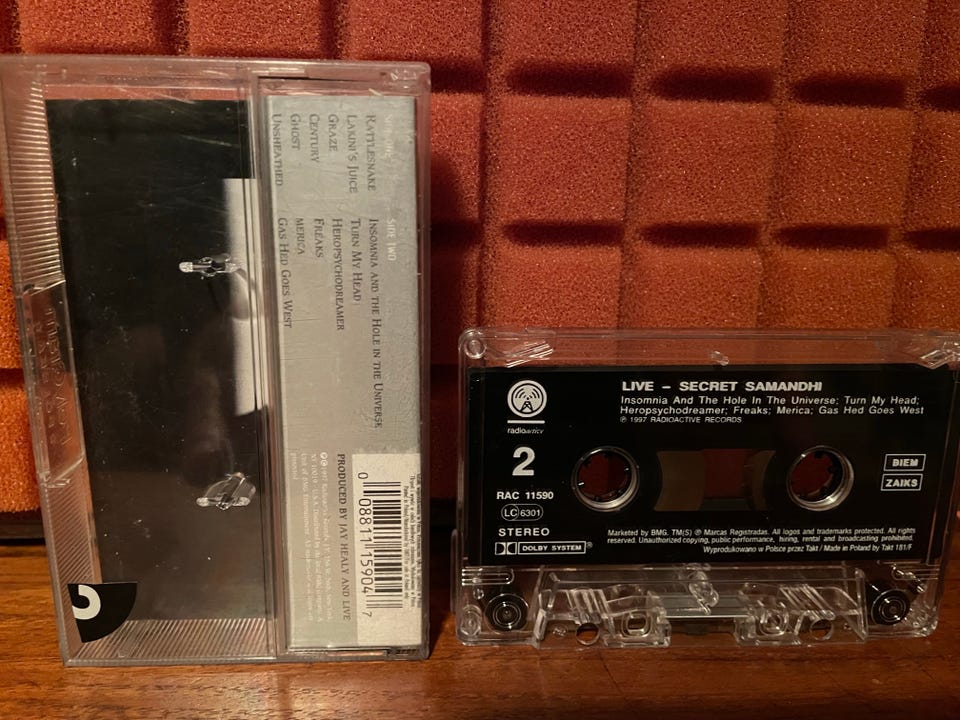 SIDE ONE
RATTLESNAKE
LAKINI'S JUICE
GRAZE
CENTURY
GHOST
UNSHEATHED
SIDE TWO
INSOMNIA AND THE HOLE IN THE UNIVERSE
TURN MY HEAD
HEROPSYCHODREAMER
FREAKS
MERICA
GAS HED GOES WEST
PRODUCED BY JAY HEALY AND LIVE
0 08811 15904 7
radioactive
LIVE – SECRET SAMANDHI
Insomnia And The Hole In The Universe; Turn My Head;
Heropsychodreamer; Freaks; Merica; Gas Hed Goes West
℗ 1997 RADIOACTIVE RECORDS
2
RAC 11590
LC 6301
STEREO
DOLBY SYSTEM®
BIEM
ZAIKS
Marketed by BMG. TM(S) ® Marcas Registradas. All logos and trademarks protected. All rights
reserved. Unauthorized copying, public performance, hiring, rental and broadcasting prohibited.
Wyprodukowano w Polsce przez Takt / Made in Poland by Takt 181/F